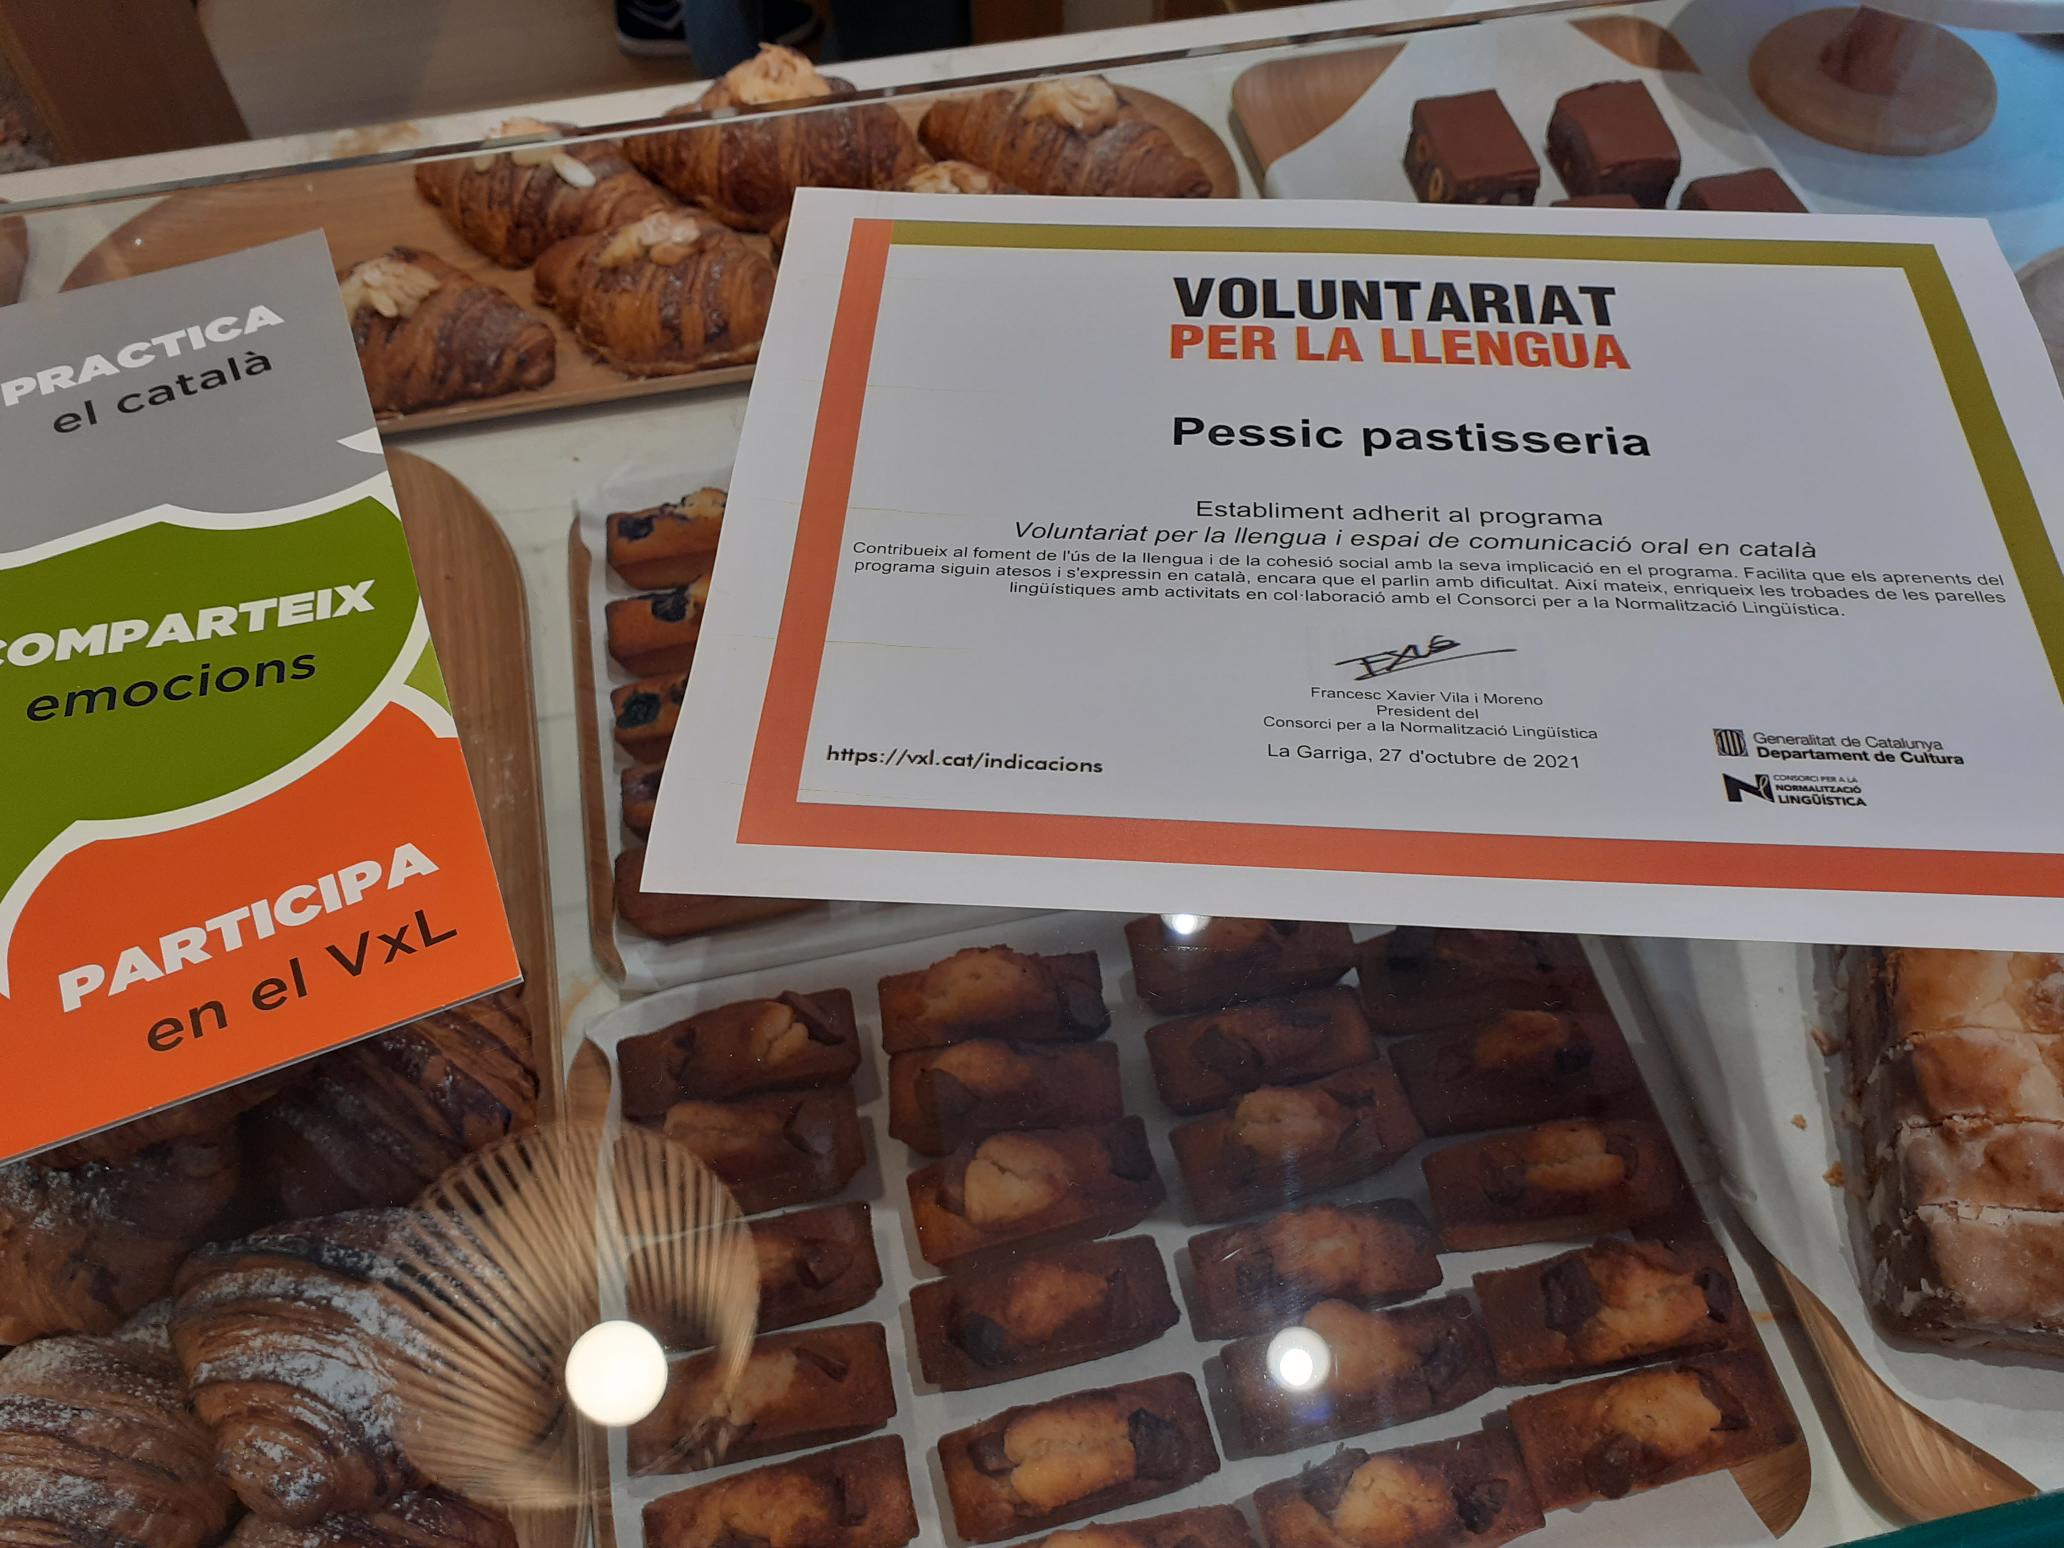 PRACTICA
el català
COMPARTEIX
emocions
PARTICIPA
en el VxL
VOLUNTARIAT
PER LA LLENGUA
Pessic pastisseria
Establiment adherit al programa
Voluntariat per la llengua i espai de comunicació oral en català
Contribueix al foment de l'ús de la llengua i de la cohesió social amb la seva implicació en el programa. Facilita que els aprenents del
programa siguin atesos i s'expressin en català, encara que el parlin amb dificultat. Així mateix, enriqueix les trobades de les parelles
lingüístiques amb activitats en col·laboració amb el Consorci per a la Normalització Lingüística.
Francesc Xavier Vila i Moreno
President del
Consorci per a la Normalització Lingüística
La Garriga, 27 d'octubre de 2021
https://vxl.cat/indicacions
Generalitat de Catalunya
Departament de Cultura
CONSORCI PER A LA
NORMALITZACIÓ
LINGÜÍSTICA